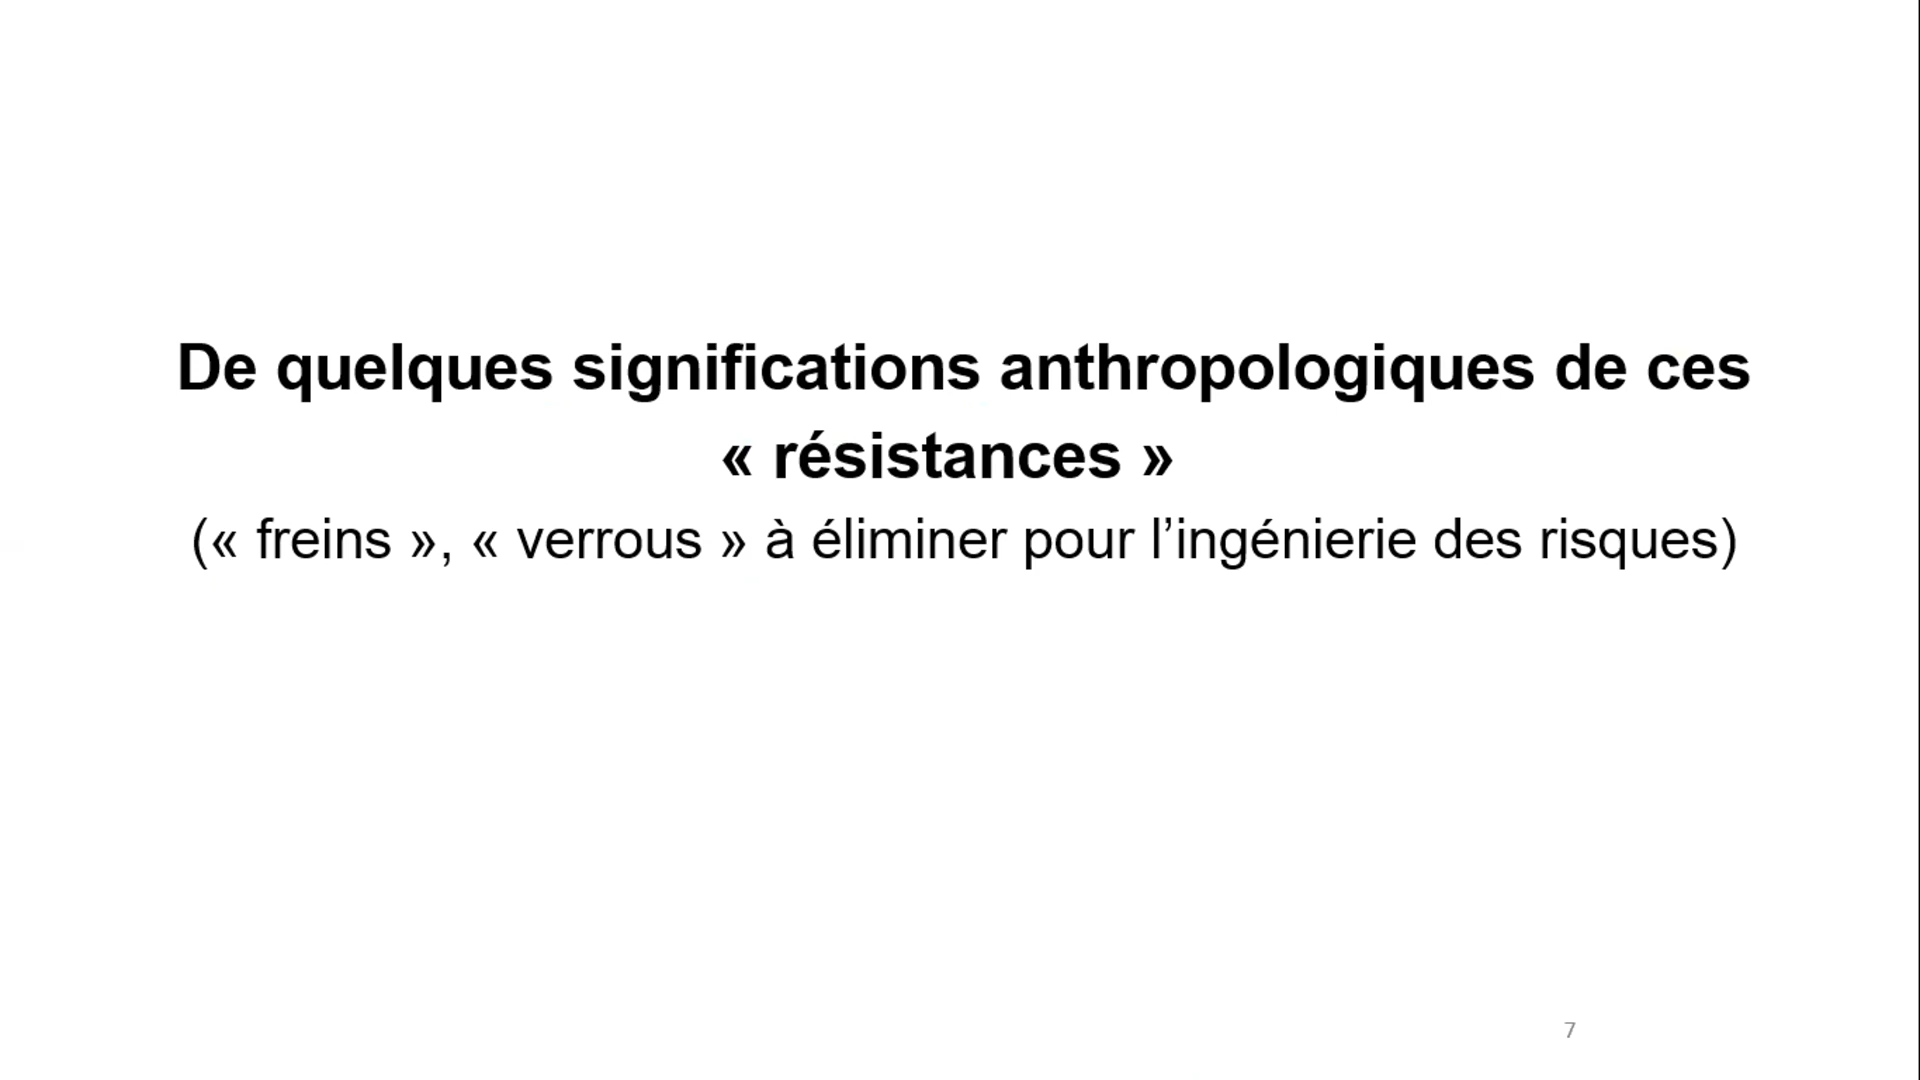 De quelques significations anthropologiques de ces
« résistances »
(« freins », « verrous » à éliminer pour l’ingénierie des risques)
7